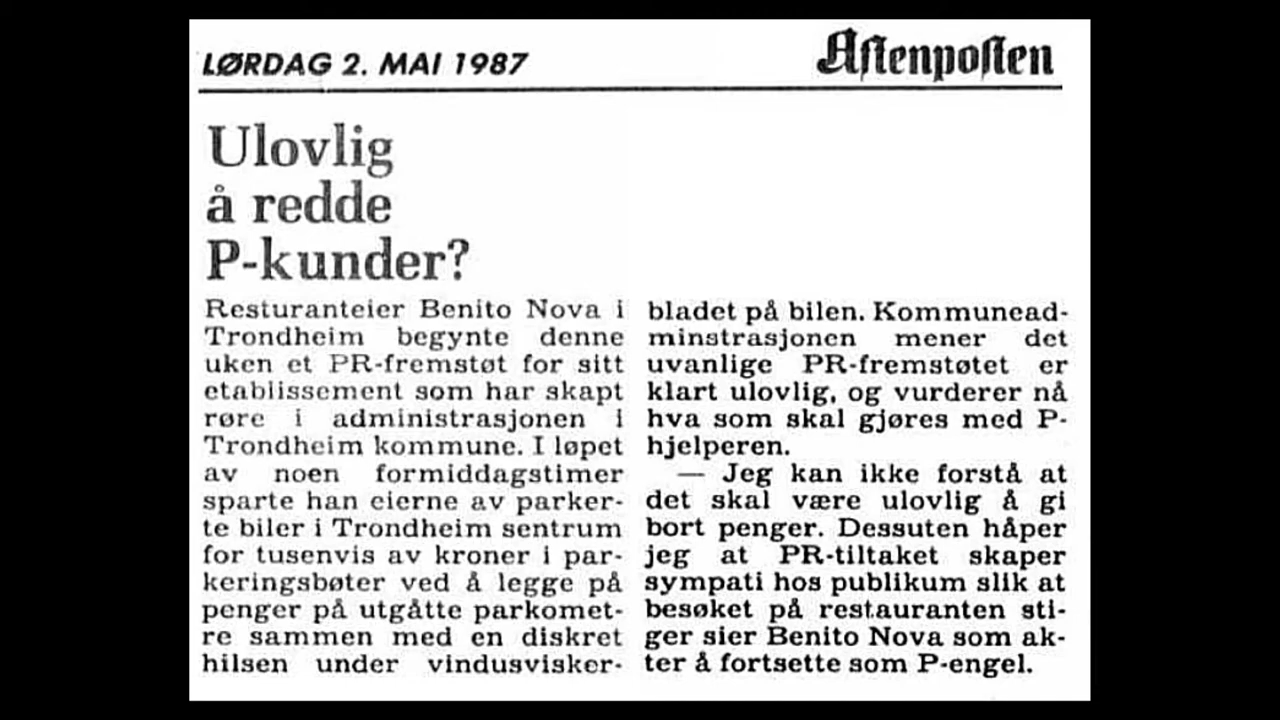 LØRDAG 2. MAI 1987
Aftenposten
Ulovlig
å redde
P-kunder?
Resturanteier Benito Nova i
Trondheim begynte denne
uken et PR-fremstøt for sitt
etablissement som har skapt
røre i administrasjonen i
Trondheim kommune. I løpet
av noen formiddagstimer
sparte han eierne av parker-
te biler i Trondheim sentrum
for tusenvis av kroner i par-
keringsbøter ved å legge på
penger på utgåtte parkomet-
re sammen med en diskret
hilsen under vindusvisker-
bladet på bilen. Kommunead-
minstrasjonen mener det
uvanlige PR-fremstøtet er
klart ulovlig, og vurderer nå
hva som skal gjøres med P-
hjelperen.
— Jeg kan ikke forstå at
det skal være ulovlig å gi
bort penger. Dessuten håper
jeg at PR-tiltaket skaper
sympati hos publikum slik at
besøket på restauranten sti-
ger sier Benito Nova som ak-
ter å fortsette som P-engel.